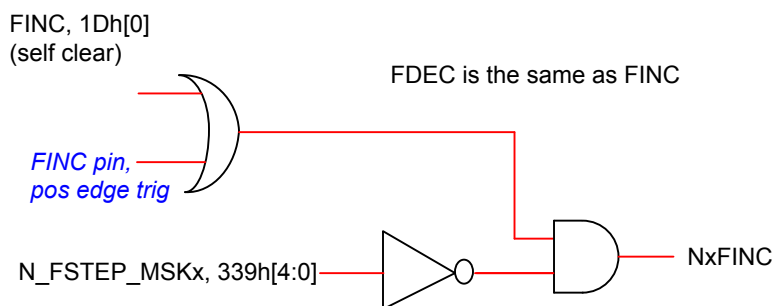 FINC, 1Dh[0]
(self clear)
FDEC is the same as FINC
FINC pin,
pos edge trig
N_FSTEP_MSKx, 339h[4:0]
NxFINC